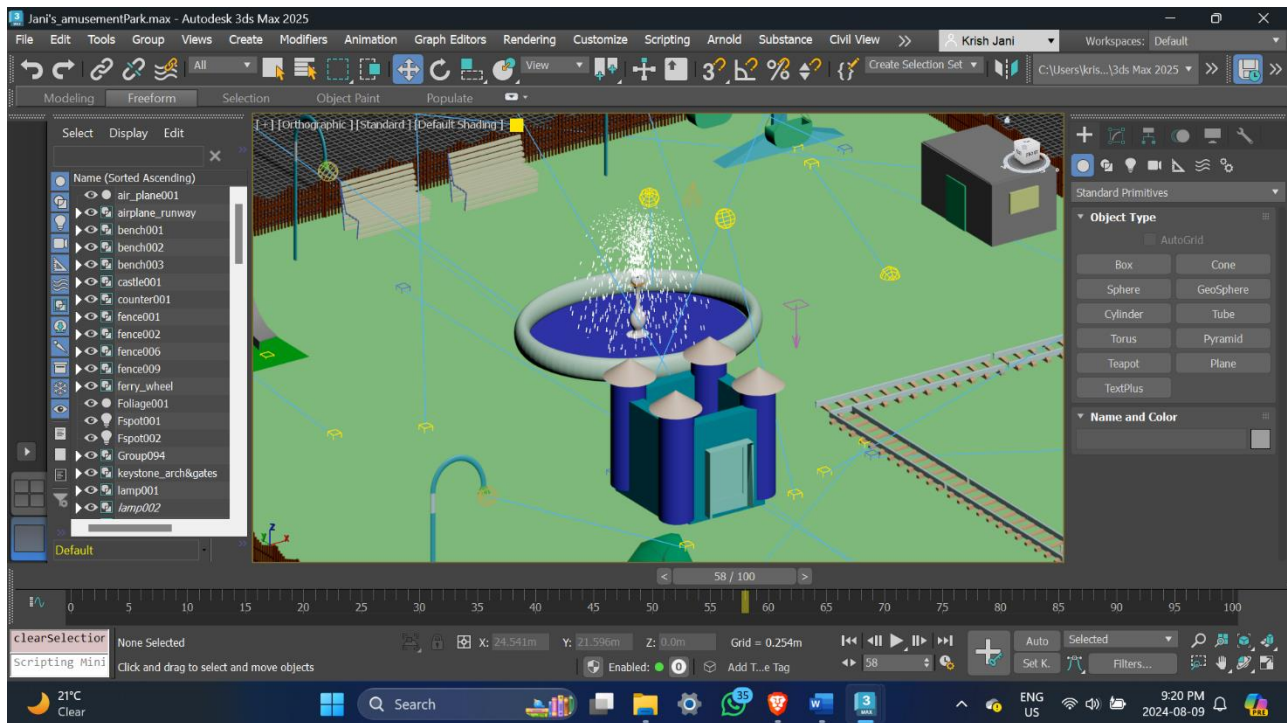 Jani's_amusementPark.max - Autodesk 3ds Max 2025
File Edit Tools Group Views Create Modifiers Animation Graph Editors Rendering Customize Scripting Arnold Substance Civil View Krish Jani Workspaces: Default
All View Create Selection Set C:\Users\kris...\3ds Max 2025
Modeling Freeform Selection Object Paint Populate
Select Display Edit
[+] [Orthographic ] [Standard ] [Default Shading ]
Name (Sorted Ascending)
air_plane001
airplane_runway
bench001
bench002
bench003
castle001
counter001
fence001
fence002
fence006
fence009
ferry_wheel
Foliage001
Fspot001
Fspot002
Group094
keystone_arch&gates
lamp001
lamp002
Default
z
y x
Standard Primitives
Object Type
AutoGrid
Box Cone
Sphere GeoSphere
Cylinder Tube
Torus Pyramid
Teapot Plane
TextPlus
Name and Color
58 / 100
0 5 10 15 20 25 30 35 40 45 50 55 60 65 70 75 80 85 90 95 100
clearSelection
None Selected
X: 24.541m Y: 21.596m Z: 0.0m Grid = 0.254m
Auto Selected
Scripting Mini
Click and drag to select and move objects
Enabled: 0 Add T...e Tag
58
Set K. Filters...
21°C
Clear
Search
35
ENG
US
9:20 PM
2024-08-09